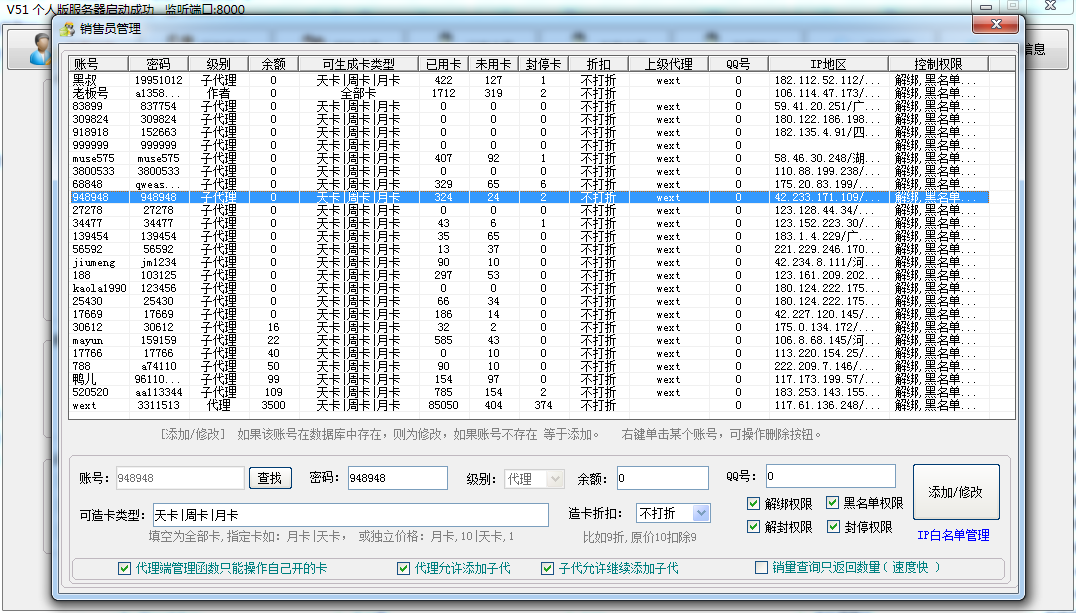 V51 个人版服务器启动成功 监听端口:8000
销售员管理
信息
账号 密码 级别 余额 可生成卡类型 已用卡 未用卡 封停卡 折扣 上级代理 QQ号 IP地区 控制权限
黑叔 19951012 子代理 0 天卡|周卡|月卡 422 127 1 不打折 wext 0 182.112.52.112/... 解绑,黑名单...
老板号 a1358... 作者 0 全部卡 1712 319 2 不打折 0 106.114.47.173/... 解绑,黑名单...
83899 837754 子代理 0 天卡|周卡|月卡 0 0 0 不打折 wext 0 59.41.20.251/广... 解绑,黑名单...
309824 309824 子代理 0 天卡|周卡|月卡 0 0 0 不打折 wext 0 180.122.186.198... 解绑,黑名单...
918918 152663 子代理 0 天卡|周卡|月卡 0 0 0 不打折 wext 0 182.135.4.91/四... 解绑,黑名单...
999999 999999 子代理 0 天卡|周卡|月卡 0 0 0 不打折 wext 0 解绑,黑名单...
muse575 muse575 子代理 0 天卡|周卡|月卡 407 92 1 不打折 wext 0 58.46.30.248/湖... 解绑,黑名单...
3800533 3800533 子代理 0 天卡|周卡|月卡 0 0 0 不打折 wext 0 110.88.199.238/... 解绑,黑名单...
68848 qweas... 子代理 0 天卡|周卡|月卡 329 65 6 不打折 wext 0 175.20.83.199/... 解绑,黑名单...
948948 948948 子代理 0 天卡|周卡|月卡 324 24 2 不打折 wext 0 42.233.171.109/... 解绑,黑名单...
27278 27278 子代理 0 天卡|周卡|月卡 0 0 0 不打折 wext 0 123.128.44.34/... 解绑,黑名单...
34477 34477 子代理 0 天卡|周卡|月卡 43 6 1 不打折 wext 0 123.152.223.30/... 解绑,黑名单...
139454 139454 子代理 0 天卡|周卡|月卡 35 65 0 不打折 wext 0 183.1.4.229/广... 解绑,黑名单...
56592 56592 子代理 0 天卡|周卡|月卡 13 37 0 不打折 wext 0 221.229.246.170... 解绑,黑名单...
jiumeng jm1234 子代理 0 天卡|周卡|月卡 90 10 0 不打折 wext 0 42.234.8.111/河... 解绑,黑名单...
188 103125 子代理 0 天卡|周卡|月卡 297 53 0 不打折 wext 0 123.161.209.202... 解绑,黑名单...
kaola1990 123456 子代理 0 天卡|周卡|月卡 0 0 0 不打折 wext 0 180.124.222.175... 解绑,黑名单...
25430 25430 子代理 0 天卡|周卡|月卡 66 34 0 不打折 wext 0 180.124.222.175... 解绑,黑名单...
17669 17669 子代理 0 天卡|周卡|月卡 186 14 0 不打折 wext 0 42.227.120.145/... 解绑,黑名单...
30612 30612 子代理 16 天卡|周卡|月卡 32 2 0 不打折 wext 0 175.0.134.172/... 解绑,黑名单...
mayun 159159 子代理 22 天卡|周卡|月卡 585 43 0 不打折 wext 0 106.8.68.145/河... 解绑,黑名单...
17766 17766 子代理 40 天卡|周卡|月卡 0 10 0 不打折 wext 0 113.220.154.25/... 解绑,黑名单...
788 a74110 子代理 50 天卡|周卡|月卡 90 10 0 不打折 wext 0 222.209.7.146/... 解绑,黑名单...
鸭儿 96110... 子代理 99 天卡|周卡|月卡 154 97 0 不打折 wext 0 117.173.199.57/... 解绑,黑名单...
520520 aa113344 子代理 109 天卡|周卡|月卡 785 154 2 不打折 wext 0 183.253.143.155... 解绑,黑名单...
wext 3311513 代理 3500 天卡|周卡|月卡 85050 404 374 不打折 0 117.61.136.248/... 解绑,黑名单...
[添加/修改] 如果该账号在数据库中存在，则为修改，如果账号不存在 等于添加。 右键单击某个账号，可操作删除按钮。
账号: 948948 查找 密码: 948948 级别: 代理 余额: 0 QQ号: 0
添加/修改
解绑权限 黑名单权限
可造卡类型: 天卡|周卡|月卡 造卡折扣: 不打折
解封权限 封停权限
填空为全部卡,指定卡如: 月卡|天卡, 或独立价格: 月卡,10|天卡,1 比如9折,原价10扣除9 IP白名单管理
代理端管理函数只能操作自己开的卡 代理允许添加子代 子代允许继续添加子代 销量查询只返回数量( 速度快 )